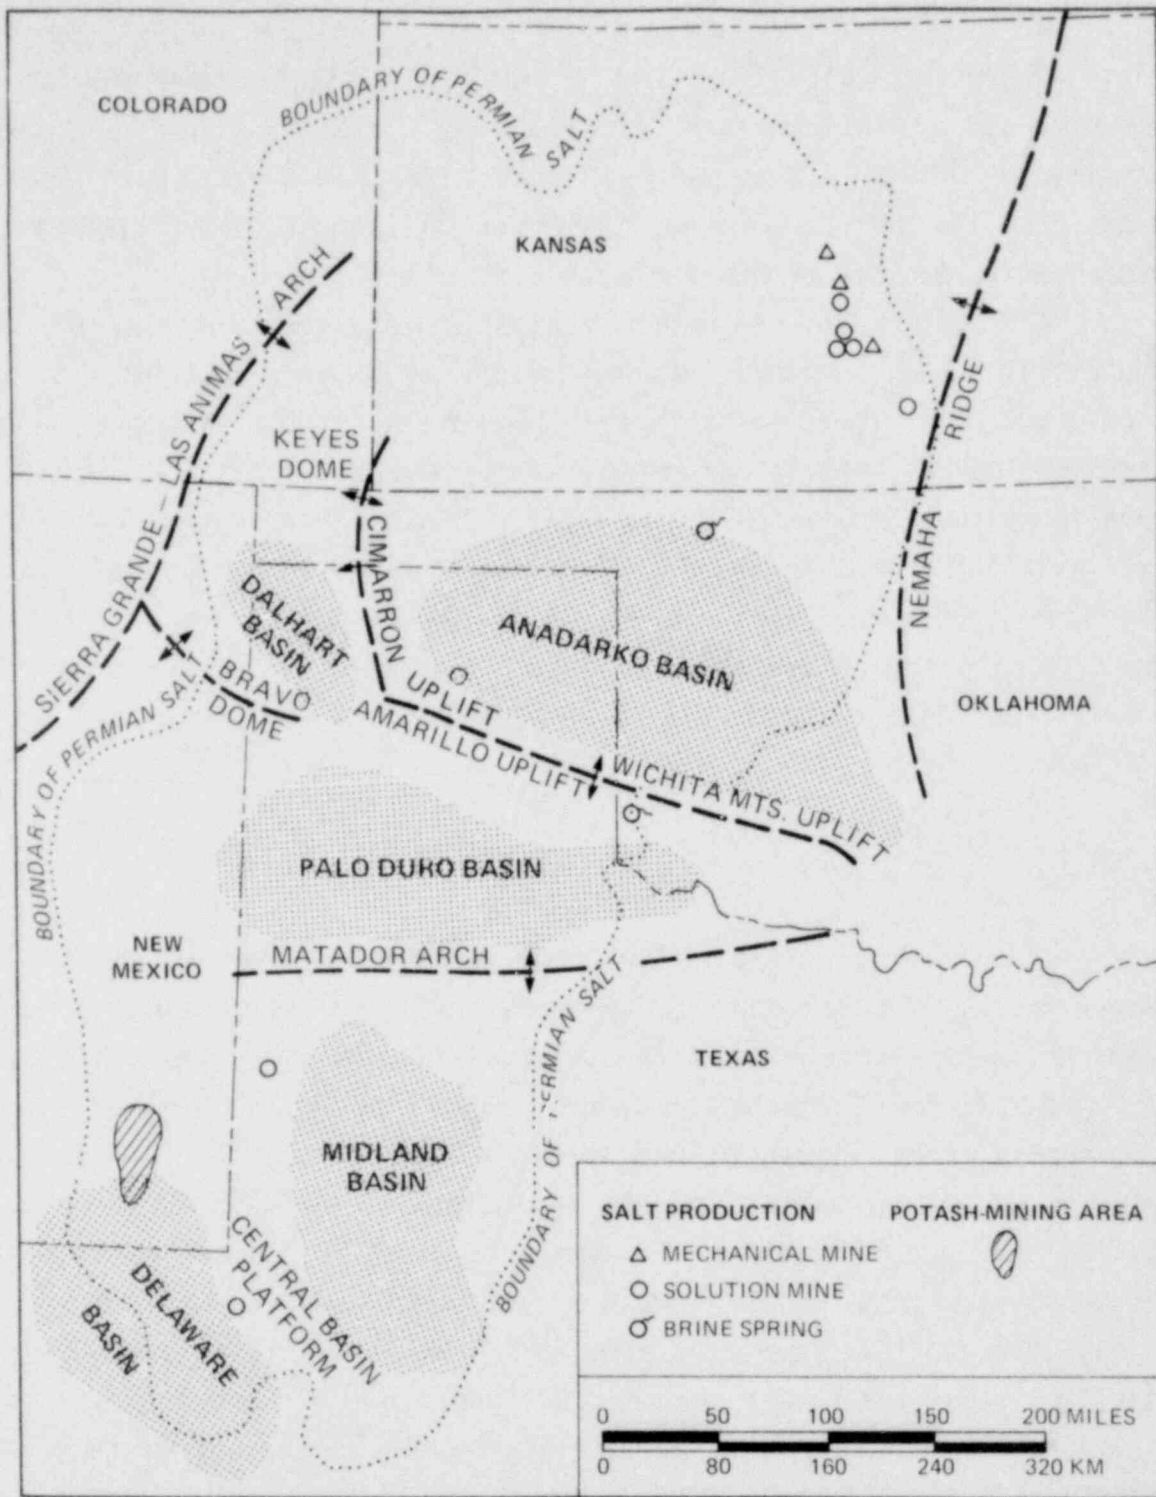 COLORADO
BOUNDARY OF PERMIAN SALT
KANSAS
SIERRA GRANDE – LAS ANIMAS ARCH
KEYES
DOME
NEMAHA RIDGE
CIMARRON UPLIFT
DALHART
BASIN
ANADARKO BASIN
BRAVO
DOME
OKLAHOMA
AMARILLO UPLIFT
WICHITA MTS. UPLIFT
BOUNDARY OF PERMIAN SALT
PALO DURO BASIN
NEW
MEXICO
MATADOR ARCH
BOUNDARY OF PERMIAN SALT
TEXAS
MIDLAND
BASIN
CENTRAL BASIN
PLATFORM
DELAWARE
BASIN
SALT PRODUCTION
MECHANICAL MINE
SOLUTION MINE
BRINE SPRING
POTASH-MINING AREA
0 50 100 150 200 MILES
0 80 160 240 320 KM